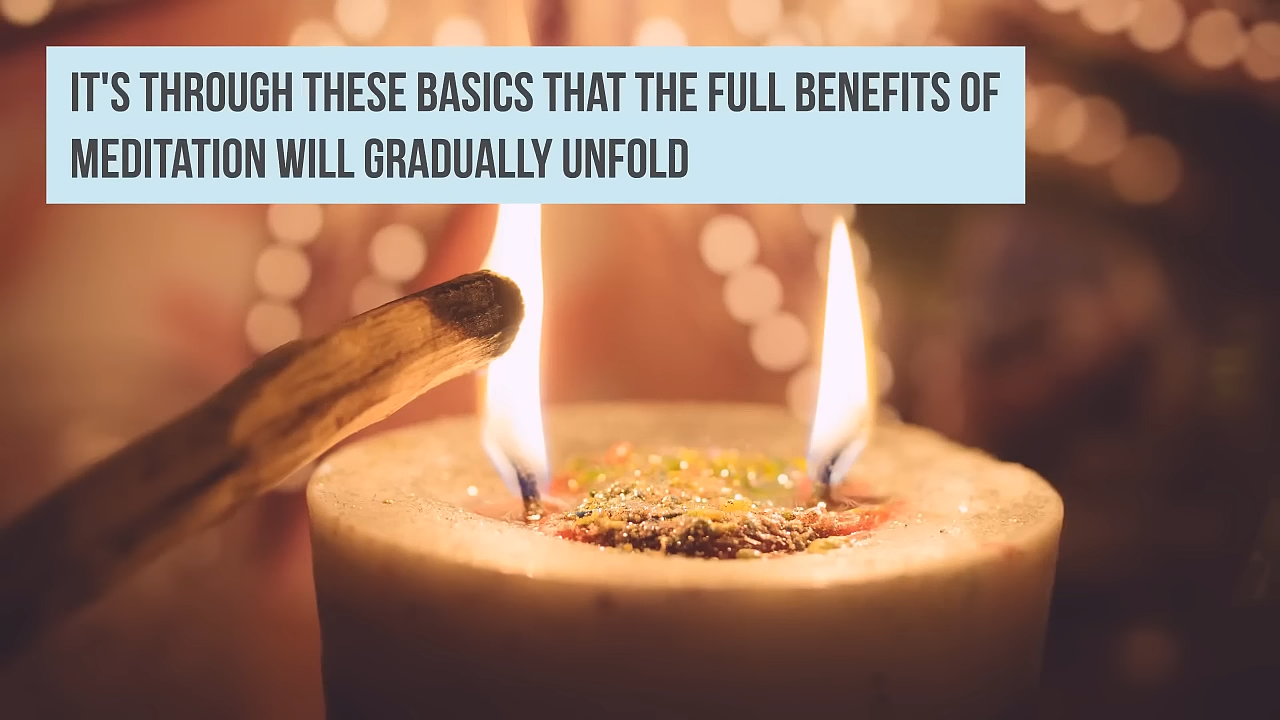 IT'S THROUGH THESE BASICS THAT THE FULL BENEFITS OF
MEDITATION WILL GRADUALLY UNFOLD